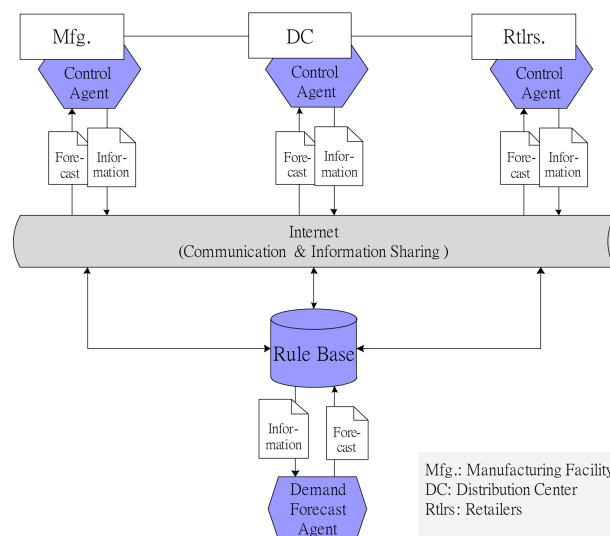 Mfg.
DC
Rtlrs.
Control
Agent
Control
Agent
Control
Agent
Fore-
cast
Infor-
mation
Fore-
cast
Infor-
mation
Fore-
cast
Infor-
mation
Internet
(Communication & Information Sharing )
Rule Base
Infor-
mation
Fore-
cast
Demand
Forecast
Agent
Mfg.: Manufacturing Facility
DC: Distribution Center
Rtlrs: Retailers